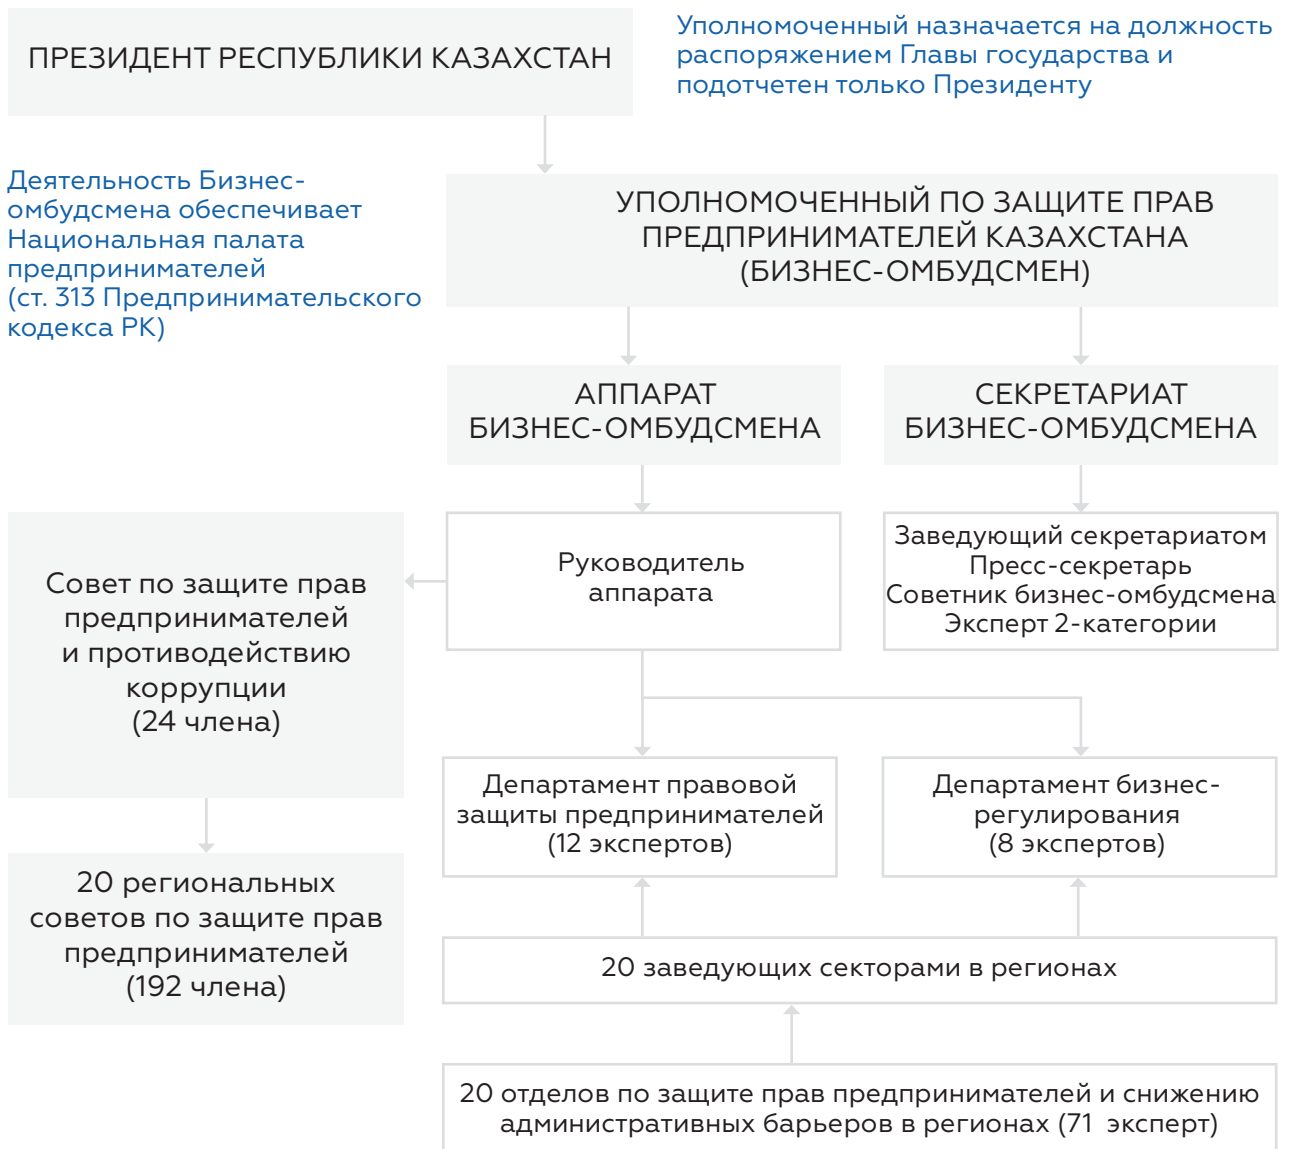 ПРЕЗИДЕНТ РЕСПУБЛИКИ КАЗАХСТАН
Уполномоченный назначается на должность
распоряжением Главы государства и
подотчетен только Президенту
Деятельность Бизнес-
омбудсмена обеспечивает
Национальная палата
предпринимателей
(ст. 313 Предпринимательского
кодекса РК)
УПОЛНОМОЧЕННЫЙ ПО ЗАЩИТЕ ПРАВ
ПРЕДПРИНИМАТЕЛЕЙ КАЗАХСТАНА
(БИЗНЕС-ОМБУДСМЕН)
АППАРАТ
БИЗНЕС-ОМБУДСМЕНА
СЕКРЕТАРИАТ
БИЗНЕС-ОМБУДСМЕНА
Совет по защите прав
предпринимателей
и противодействию
коррупции
(24 члена)
Руководитель
аппарата
Заведующий секретариатом
Пресс-секретарь
Советник бизнес-омбудсмена
Эксперт 2-категории
Департамент правовой
защиты предпринимателей
(12 экспертов)
Департамент бизнес-
регулирования
(8 экспертов)
20 региональных
советов по защите прав
предпринимателей
(192 члена)
20 заведующих секторами в регионах
20 отделов по защите прав предпринимателей и снижению
административных барьеров в регионах (71 эксперт)